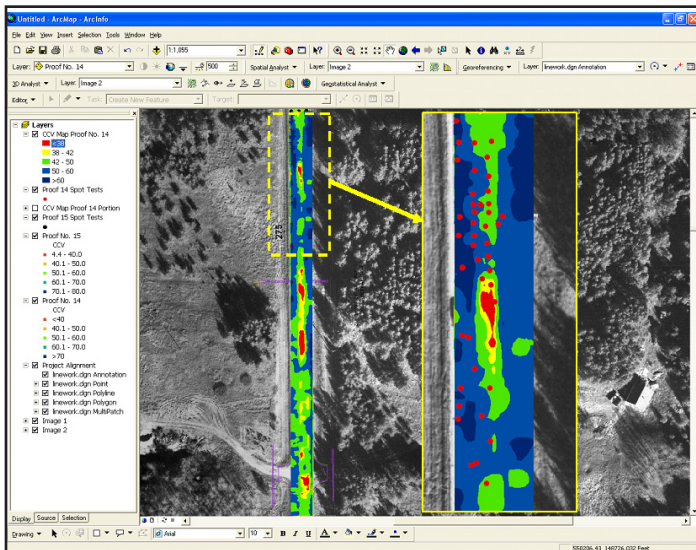 Untitled - ArcMap - ArcInfo
File Edit View Insert Selection Tools Window Help
1:1,055
Layer: Proof No. 14 500 Spatial Analyst Layer: Image 2 Georeferencing Layer: linework.dgn Annotation
3D Analyst Layer: Image 2 Geostatistical Analyst
Editor Task: Create New Feature Target:
Layers
CCV Map Proof No. 14
<38
38 - 42
42 - 50
50 - 60
>60
Proof 14 Spot Tests
CCV Map Proof 14 Portion
Proof 15 Spot Tests
Proof No. 15
CCV
4.4 - 40.0
40.1 - 50.0
50.1 - 60.0
60.1 - 70.0
70.1 - 80.0
Proof No. 14
CCV
<40
40.1 - 50.0
50.1 - 60.0
60.1 - 70.0
>70
Project Alignment
linework.dgn Annotation
linework.dgn Point
linework.dgn Polyline
linework.dgn Polygon
linework.dgn MultiPatch
Image 1
Image 2
275
Display Source Selection
Drawing Arial 10 B I U A
550206.43 148726.032 Feet